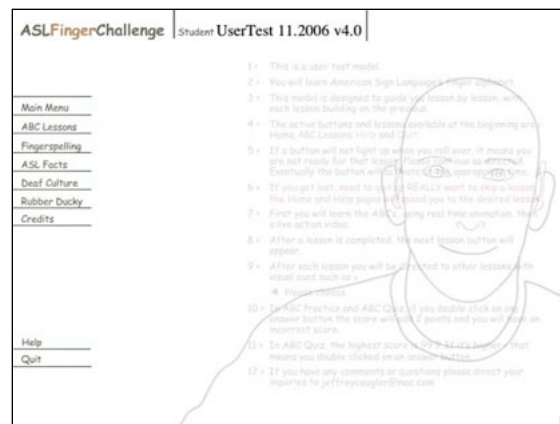 ASLFingerChallenge Student UserTest 11.2006 v4.0
Main Menu
ABC Lessons
Fingerspelling
ASL Facts
Deaf Culture
Rubber Ducky
Credits
Help
Quit
1 > This is a user test model.
2 > You will learn American Sign Language's finger alphabet.
3 > This model is designed to guide you lesson by lesson, with
each lesson building on the previous.
4 > The active buttons and lessons available at the beginning are
Home, ABC Lessons, Help and Quit.
5 > If a button will not light up when you roll over, it means you
are not ready for that lesson. Please continue as directed.
Eventually the button will activate at the appropriate time.
6 > If you get lost, need to quit or REALLY want to skip a lesson
the Home and Help pages will speed you to the desired lesson.
7 > First you will learn the ABC's, using real time animation, then
a live action video.
8 > After a lesson is completed, the next lesson button will
appear.
9 > After each lesson you will be directed to other lessons with
visual cues such as >
Please choose
10 > In ABC Practice and ABC Quiz, if you double click on any
answer button the score will add 2 points and you will have an
incorrect score.
11 > In ABC Quiz, the highest score is 99.9. If it's higher, that
means you double clicked on an answer button.
12 > If you have any comments or questions please direct your
inquiries to jeffreycougler@mac.com